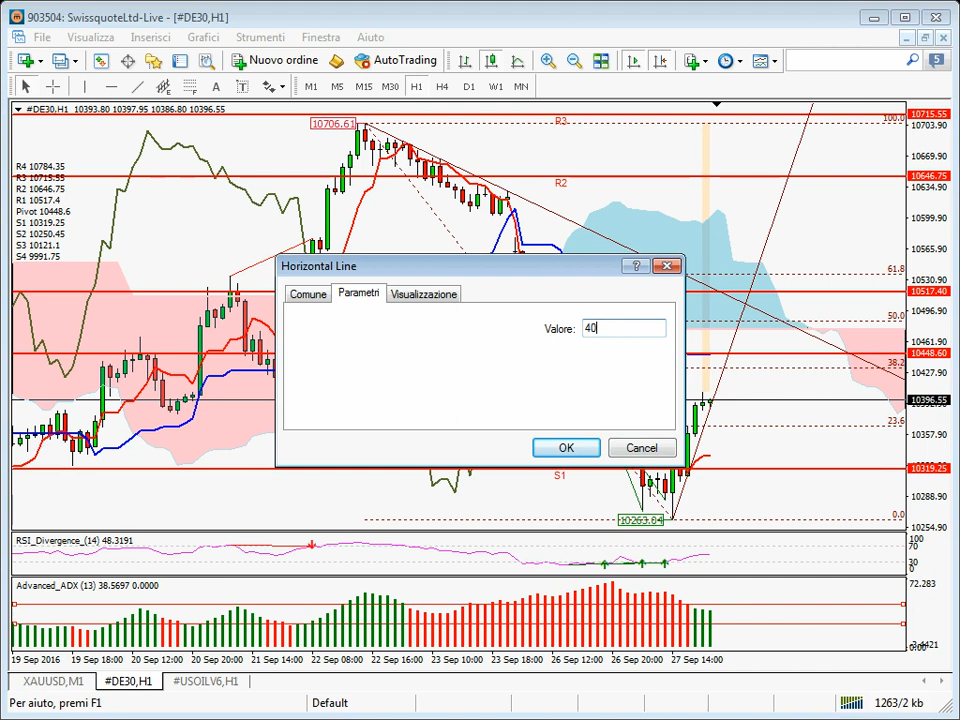 903504: SwissquoteLtd-Live - [#DE30,H1]
File Visualizza Inserisci Grafici Strumenti Finestra Aiuto
Nuovo ordine AutoTrading 5
A T M1 M5 M15 M30 H1 H4 D1 W1 MN
#DE30,H1 10393.80 10397.95 10386.80 10396.55
R4 10784.35
R3 10715.55
R2 10646.75
R1 10517.4
Pivot 10448.6
S1 10319.25
S2 10250.45
S3 10121.1
S4 9991.75
10706.61
R3
R2
S1
10263.04
100.0
61.8
50.0
38.2
23.6
0.0
10715.55
10703.90
10669.90
10646.75
10634.90
10599.90
10565.90
10530.90
10517.40
10496.90
10461.90
10448.60
10427.90
10396.55
10357.90
10319.25
10288.90
10254.90
Horizontal Line
?
Comune Parametri Visualizzazione
Valore: 40
OK Cancel
RSI_Divergence_(14) 48.3191
100
70
30
0
Advanced_ADX (13) 38.5697 0.0000
72.283
0.00
19 Sep 2016 19 Sep 18:00 20 Sep 12:00 20 Sep 20:00 21 Sep 14:00 22 Sep 08:00 22 Sep 16:00 23 Sep 10:00 23 Sep 18:00 26 Sep 12:00 26 Sep 20:00 27 Sep 14:00
XAUUSD,M1 #DE30,H1 #USOILV6,H1
Per aiuto, premi F1 Default 1263/2 kb